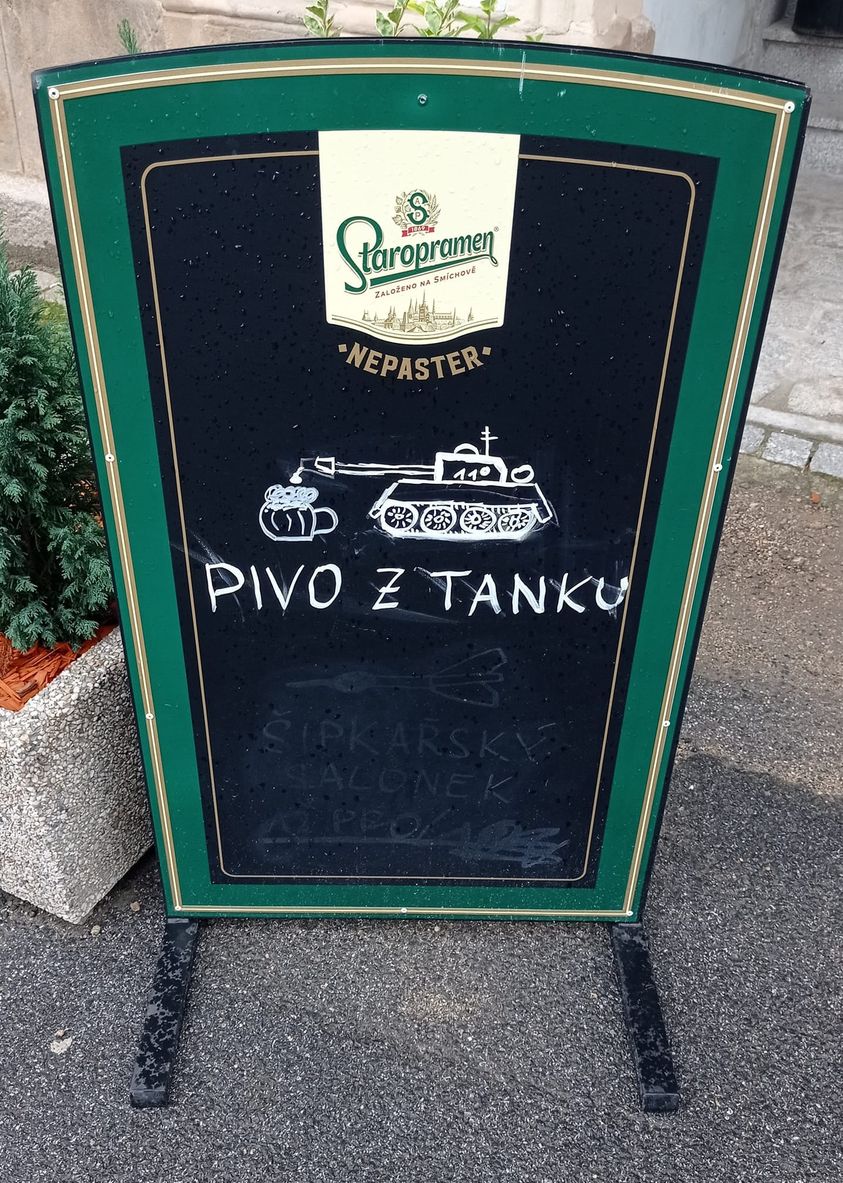 S
1869
Staropramen®
ZALOŽENO NA SMÍCHOVĚ
NEPASTER
11°
PIVO Z TANKU
ŠIPKAŘSKÝ
SALONEK